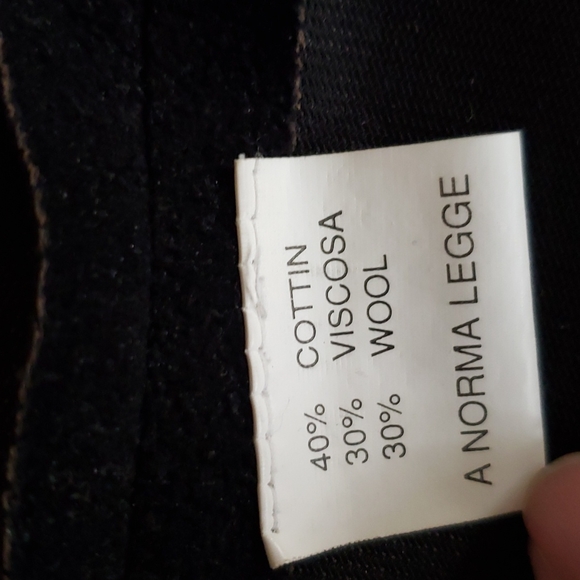 40% COTTIN
30% VISCOSA
30% WOOL
A NORMA LEGGE